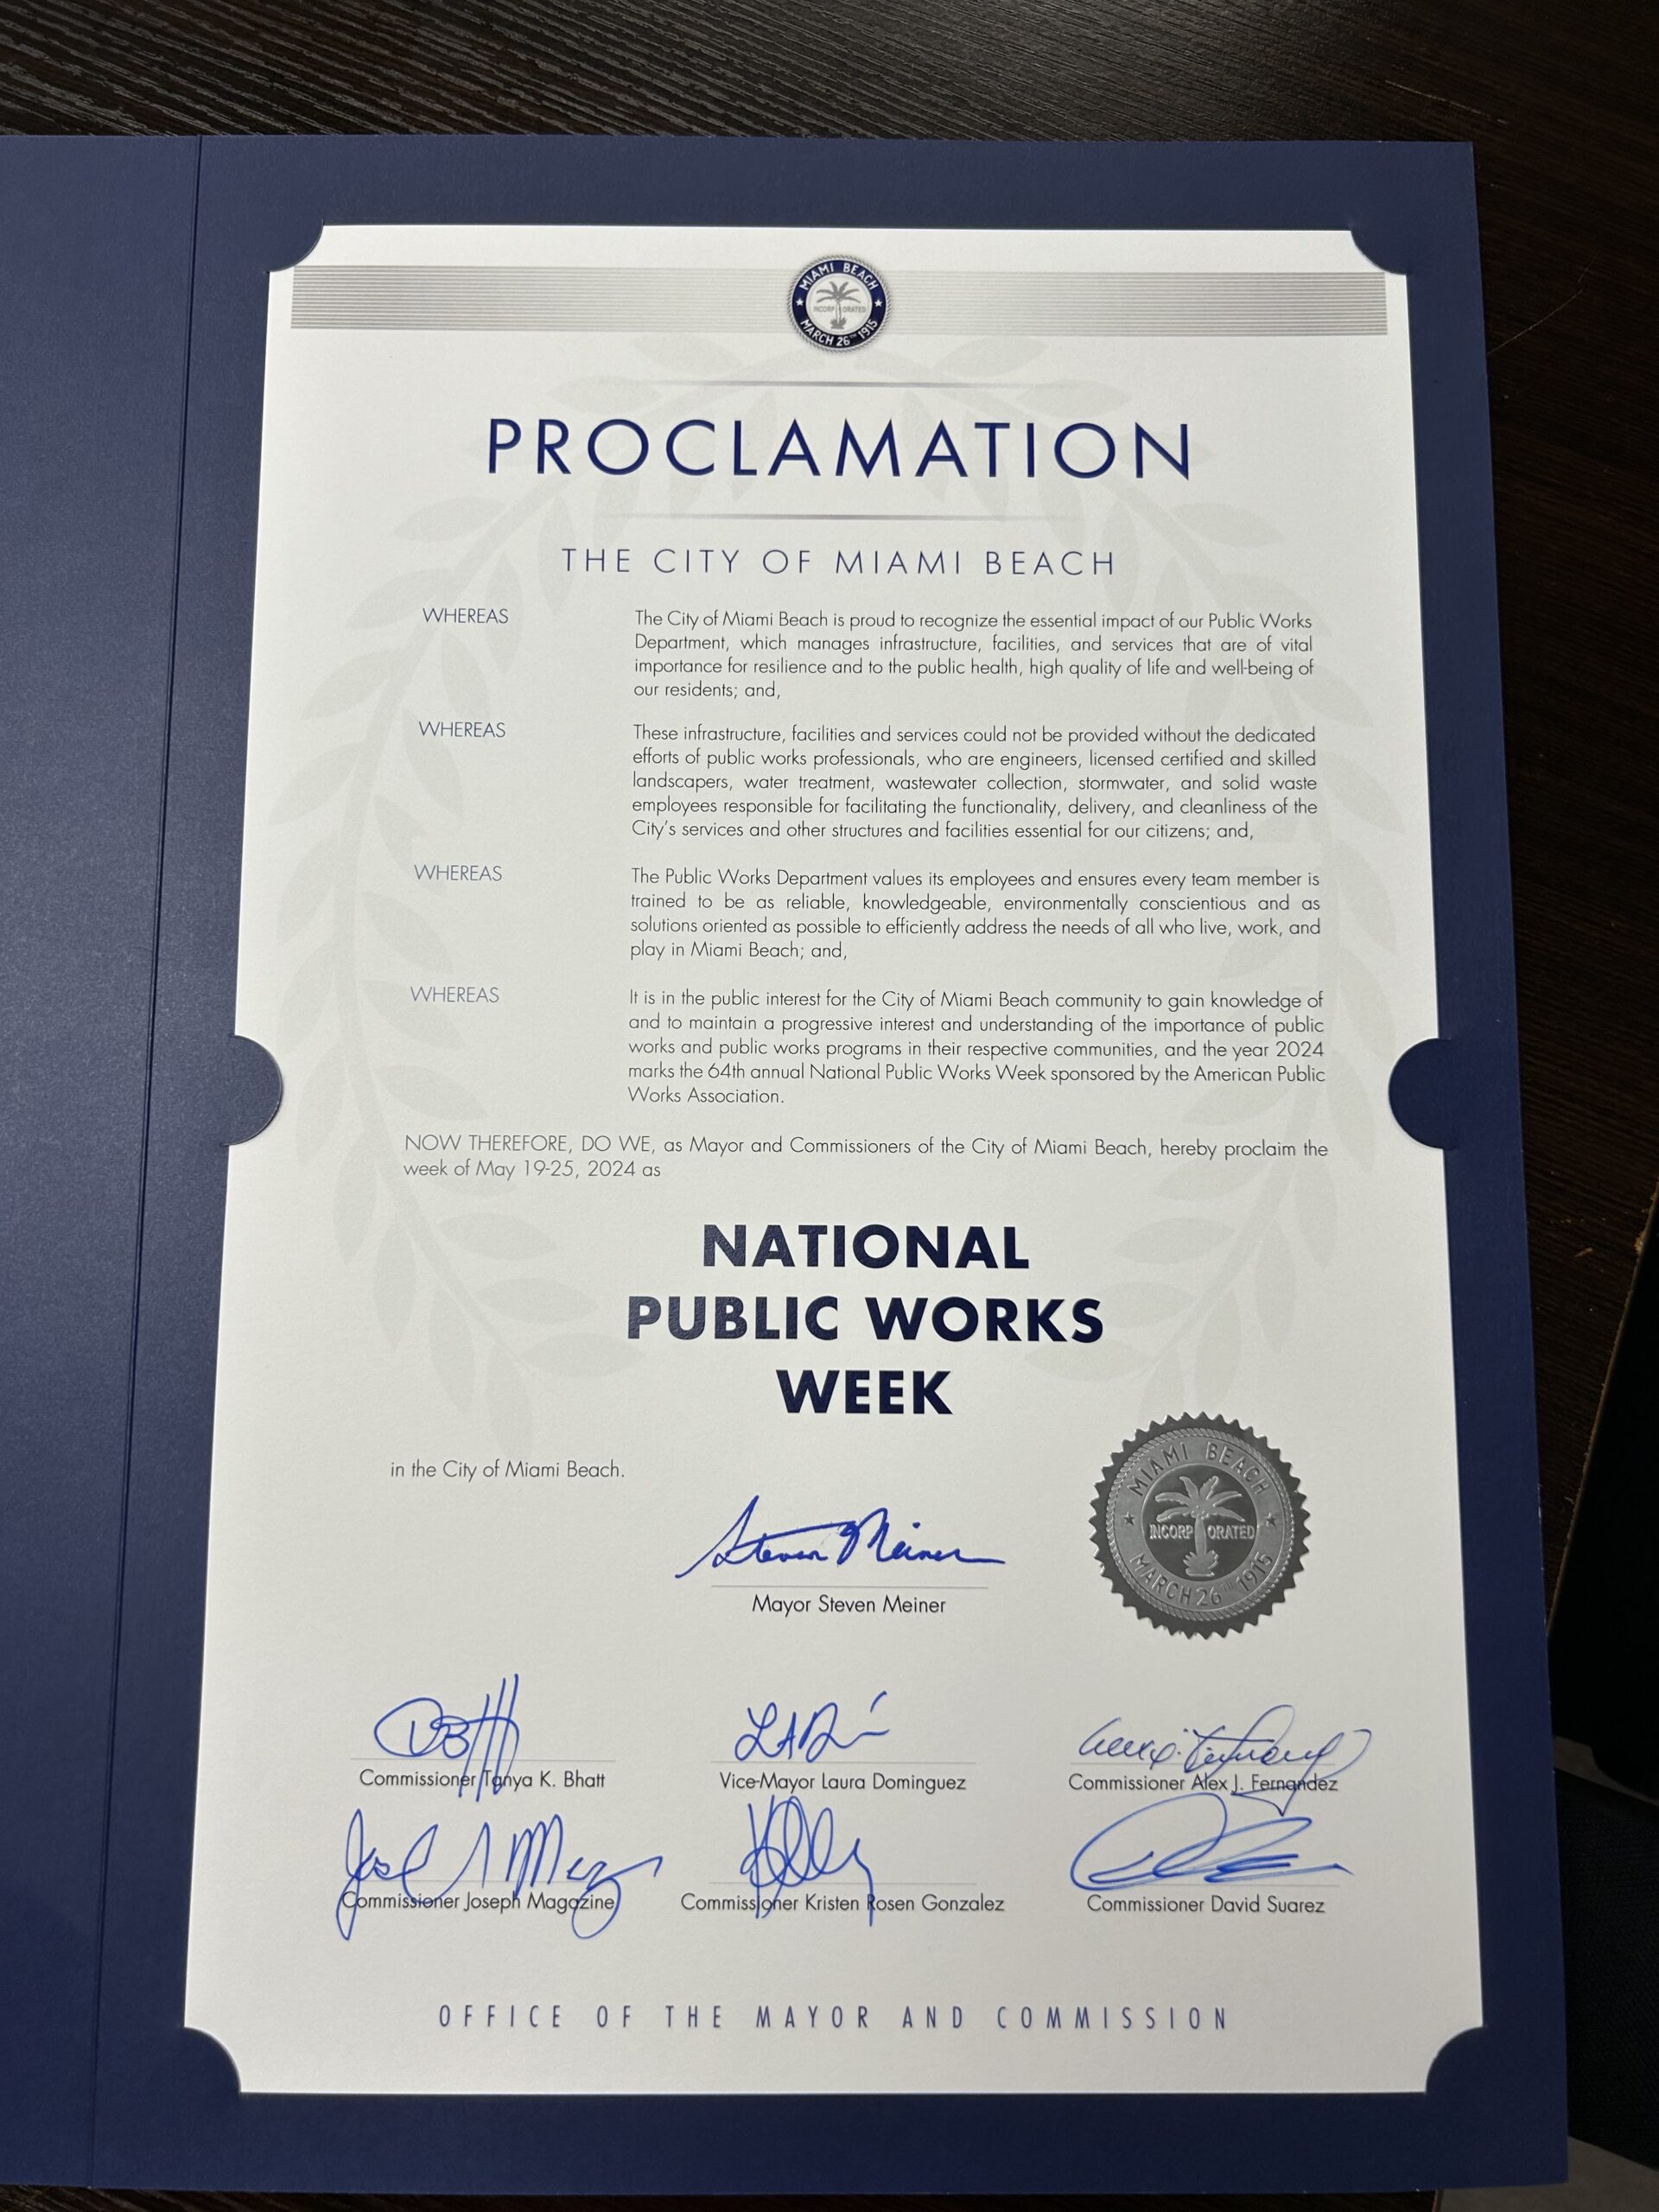 MIAMI BEACH
INCORPORATED
MARCH 26TH 1915
PROCLAMATION
THE CITY OF MIAMI BEACH
WHEREAS
The City of Miami Beach is proud to recognize the essential impact of our Public Works
Department, which manages infrastructure, facilities, and services that are of vital
importance for resilience and to the public health, high quality of life and well-being of
our residents; and,
WHEREAS
These infrastructure, facilities and services could not be provided without the dedicated
efforts of public works professionals, who are engineers, licensed certified and skilled
landscapers, water treatment, wastewater collection, stormwater, and solid waste
employees responsible for facilitating the functionality, delivery, and cleanliness of the
City's services and other structures and facilities essential for our citizens; and,
WHEREAS
The Public Works Department values its employees and ensures every team member is
trained to be as reliable, knowledgeable, environmentally conscientious and as
solutions oriented as possible to efficiently address the needs of all who live, work, and
play in Miami Beach; and,
WHEREAS
It is in the public interest for the City of Miami Beach community to gain knowledge of
and to maintain a progressive interest and understanding of the importance of public
works and public works programs in their respective communities, and the year 2024
marks the 64th annual National Public Works Week sponsored by the American Public
Works Association.
NOW THEREFORE, DO WE, as Mayor and Commissioners of the City of Miami Beach, hereby proclaim the
week of May 19-25, 2024 as
NATIONAL
PUBLIC WORKS
WEEK
in the City of Miami Beach.
MIAMI BEACH
INCORPORATED
MARCH 26TH 1915
Steven Meiner
Mayor Steven Meiner
Commissioner Tanya K. Bhatt
Vice-Mayor Laura Dominguez
Commissioner Alex J. Fernandez
Commissioner Joseph Magazine
Commissioner Kristen Rosen Gonzalez
Commissioner David Suarez
OFFICE OF THE MAYOR AND COMMISSION